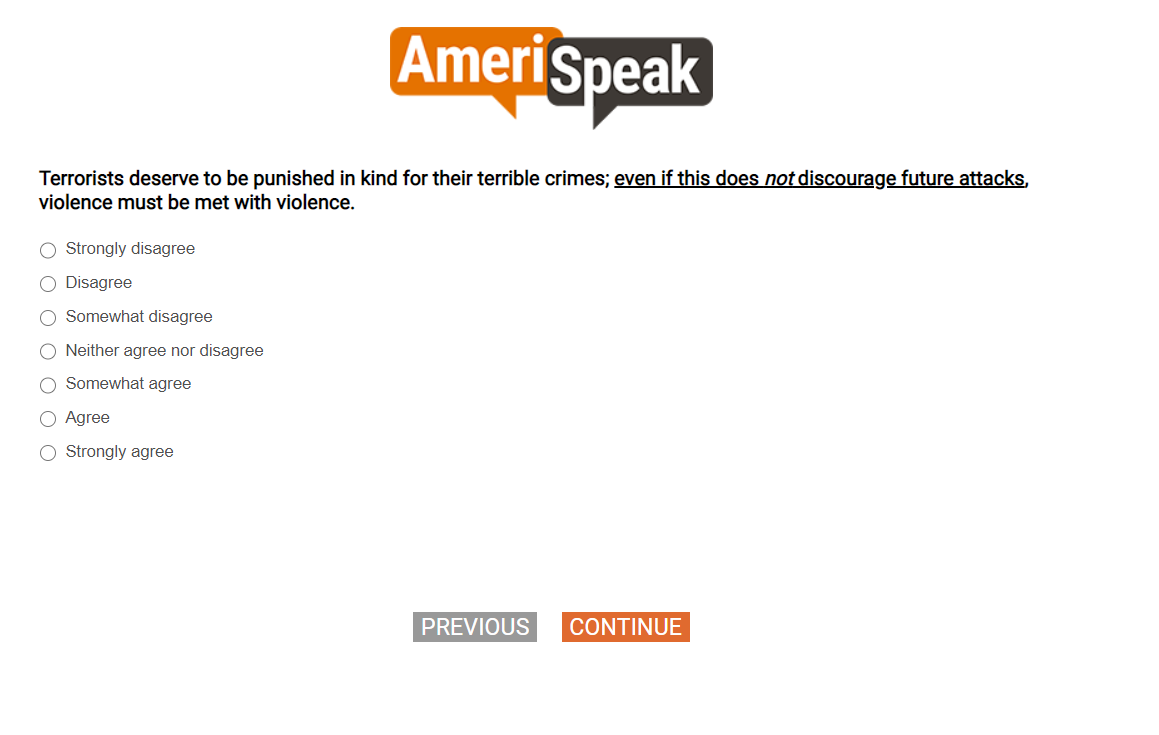 AmeriSpeak
Terrorists deserve to be punished in kind for their terrible crimes; even if this does not discourage future attacks,
violence must be met with violence.
Strongly disagree
Disagree
Somewhat disagree
Neither agree nor disagree
Somewhat agree
Agree
Strongly agree
PREVIOUS CONTINUE